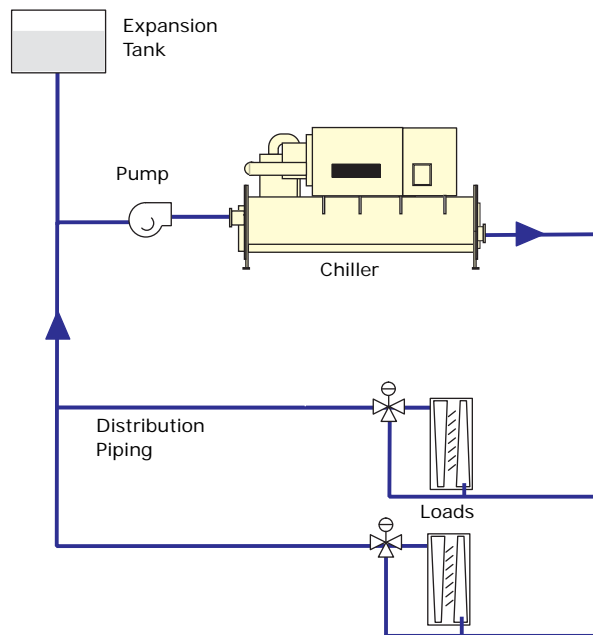 Expansion
Tank
Pump
Chiller
Distribution
Piping
Loads